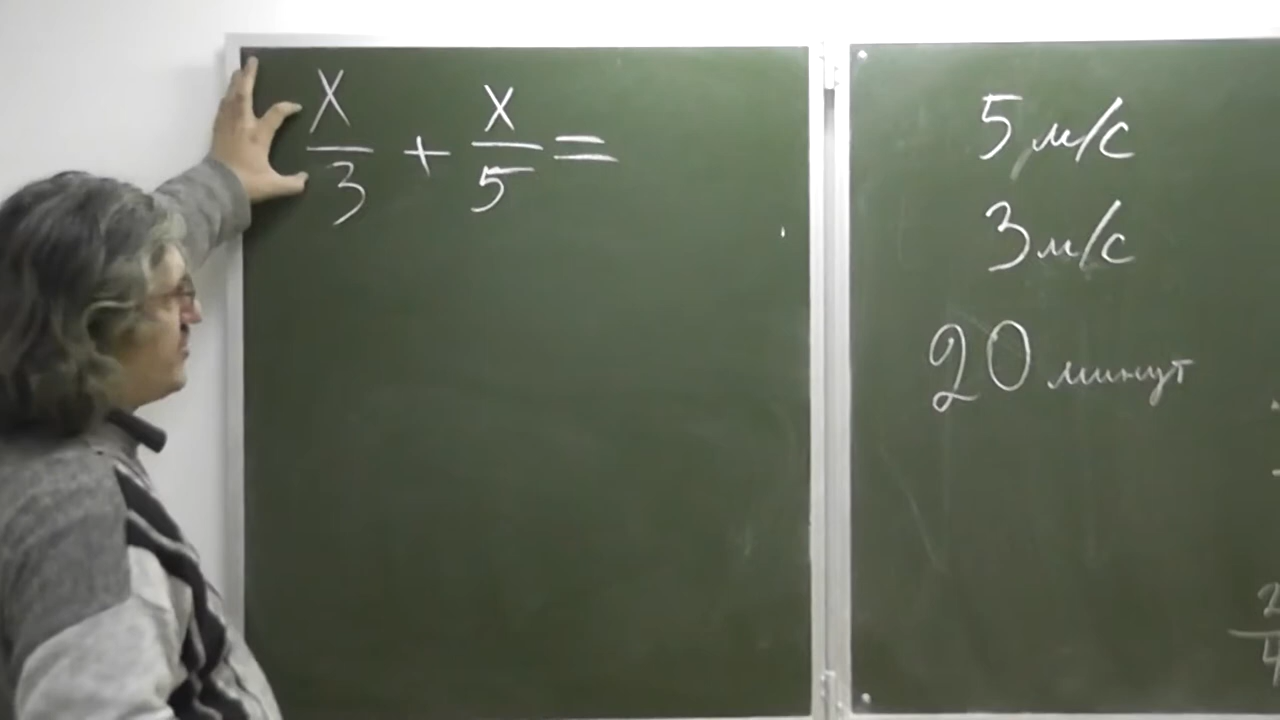 x/3 + x/5 =
5 м/с
3 м/с
20 минут